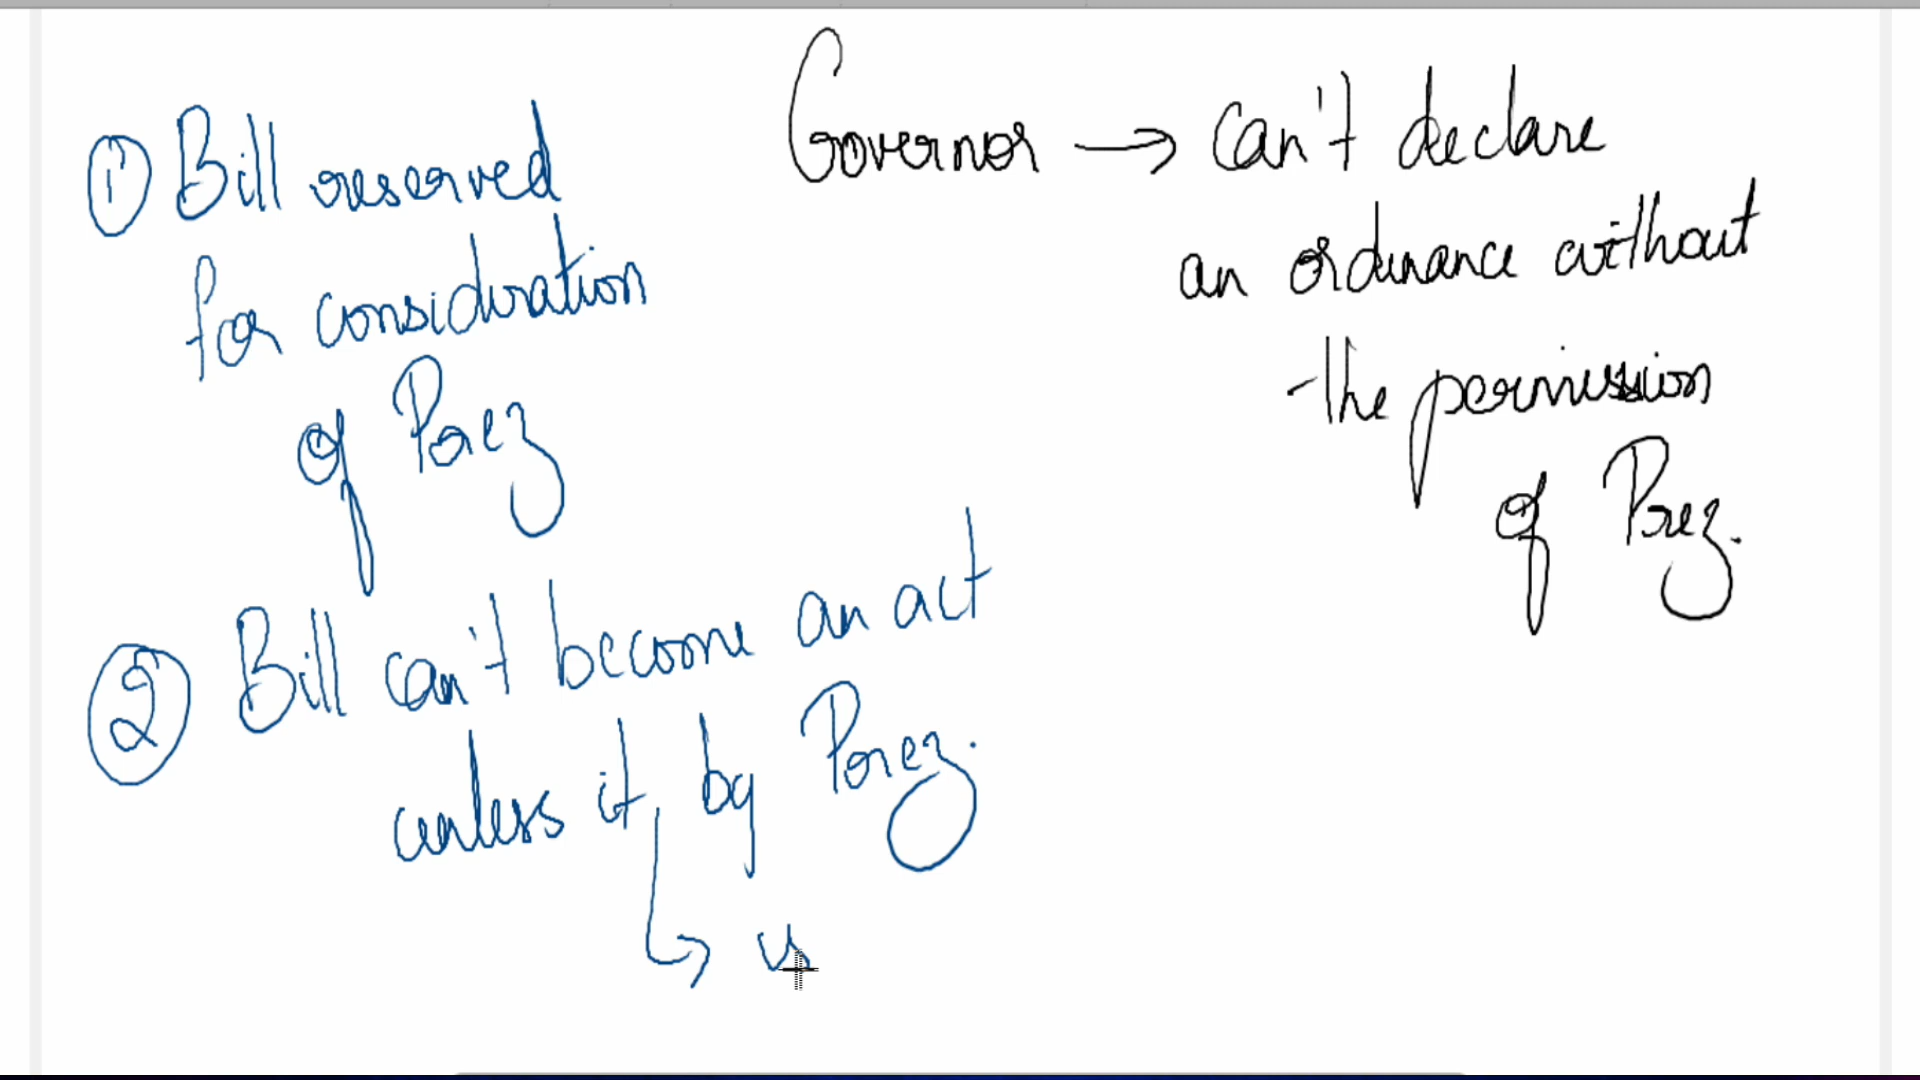 Governor → can't declare
an ordinance without
the permission
of Prez.
① Bill reserved
for consideration
of Prez
② Bill can't become an act
unless it, by Prez.
↳ is